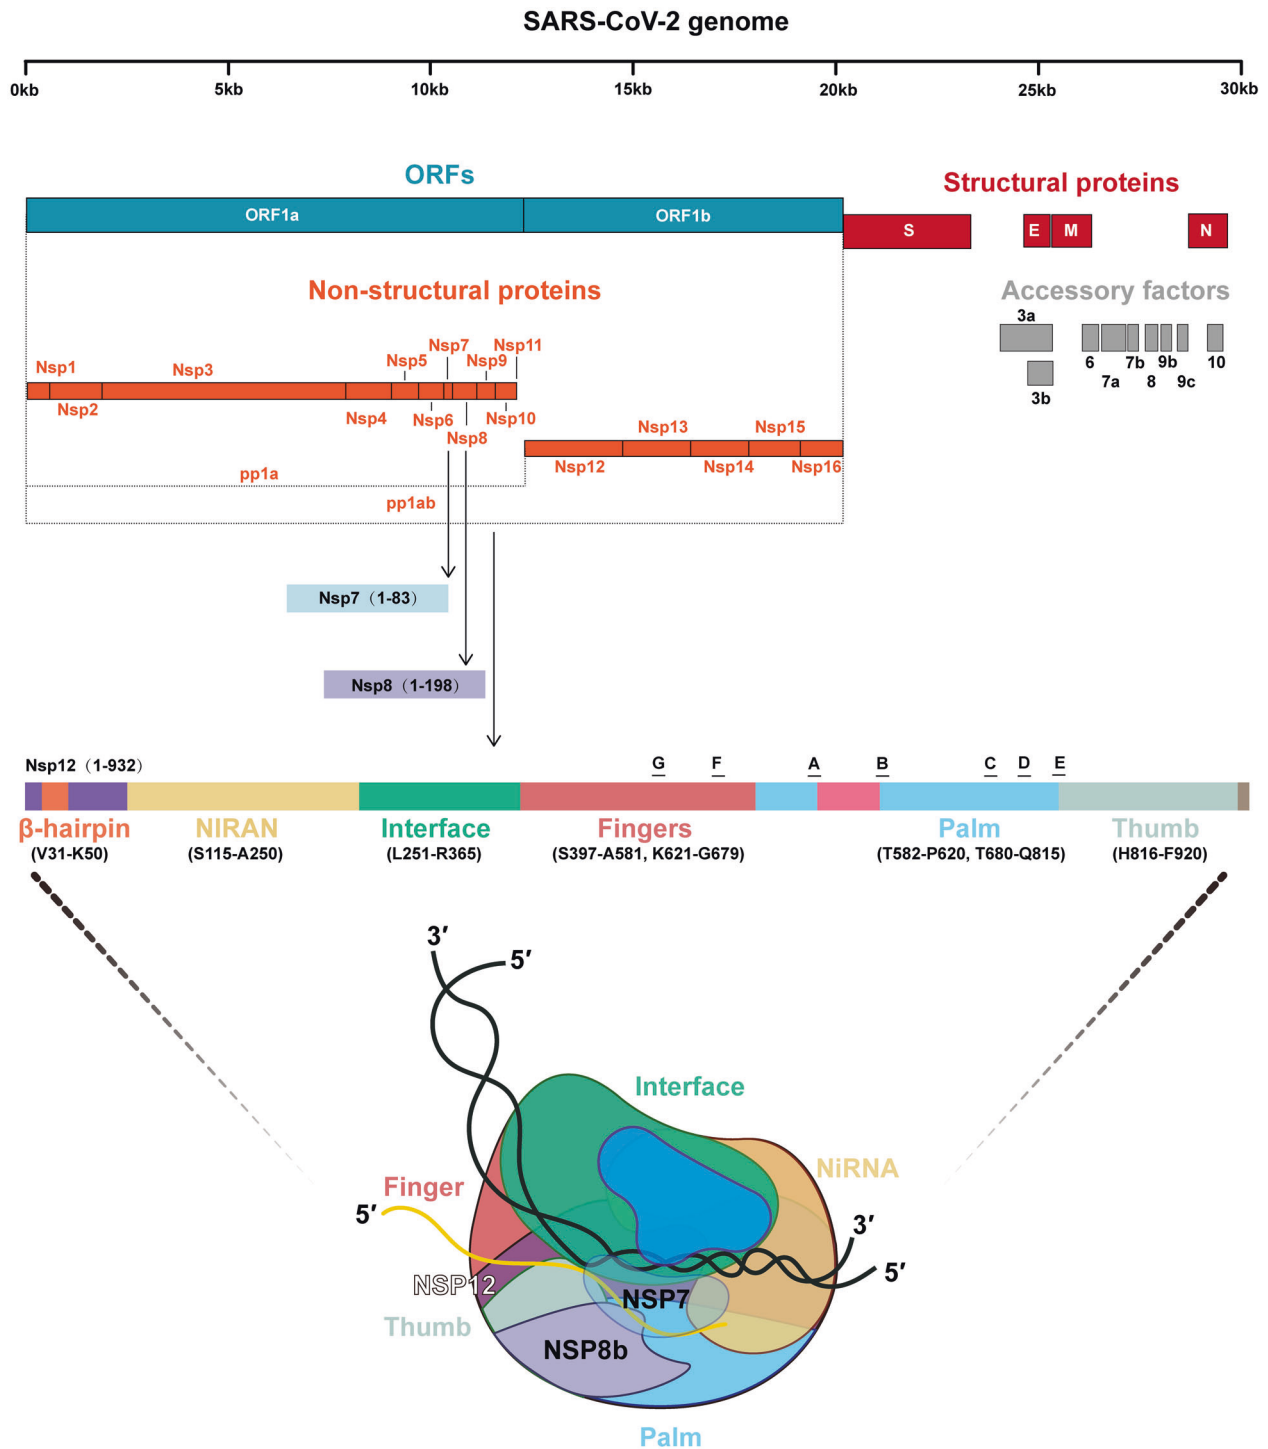 SARS-CoV-2 genome
0kb 5kb 10kb 15kb 20kb 25kb 30kb
ORFs
Structural proteins
ORF1a ORF1b
S E M N
Non-structural proteins
Accessory factors
3a
Nsp7 Nsp11
Nsp1 Nsp3 Nsp5 Nsp9
6 7b 9b 10
7a 8 9c
3b
Nsp2 Nsp4 Nsp6 Nsp10
Nsp8
Nsp13 Nsp15
Nsp12 Nsp14 Nsp16
pp1a
pp1ab
Nsp7（1-83）
Nsp8（1-198）
Nsp12（1-932）
G F A B C D E
β-hairpin NIRAN Interface Fingers Palm Thumb
(V31-K50) (S115-A250) (L251-R365) (S397-A581, K621-G679) (T582-P620, T680-Q815) (H816-F920)
3′
5′
Interface
NiRNA
Finger
5′
3′
5′
NSP12
NSP7
Thumb
NSP8b
Palm